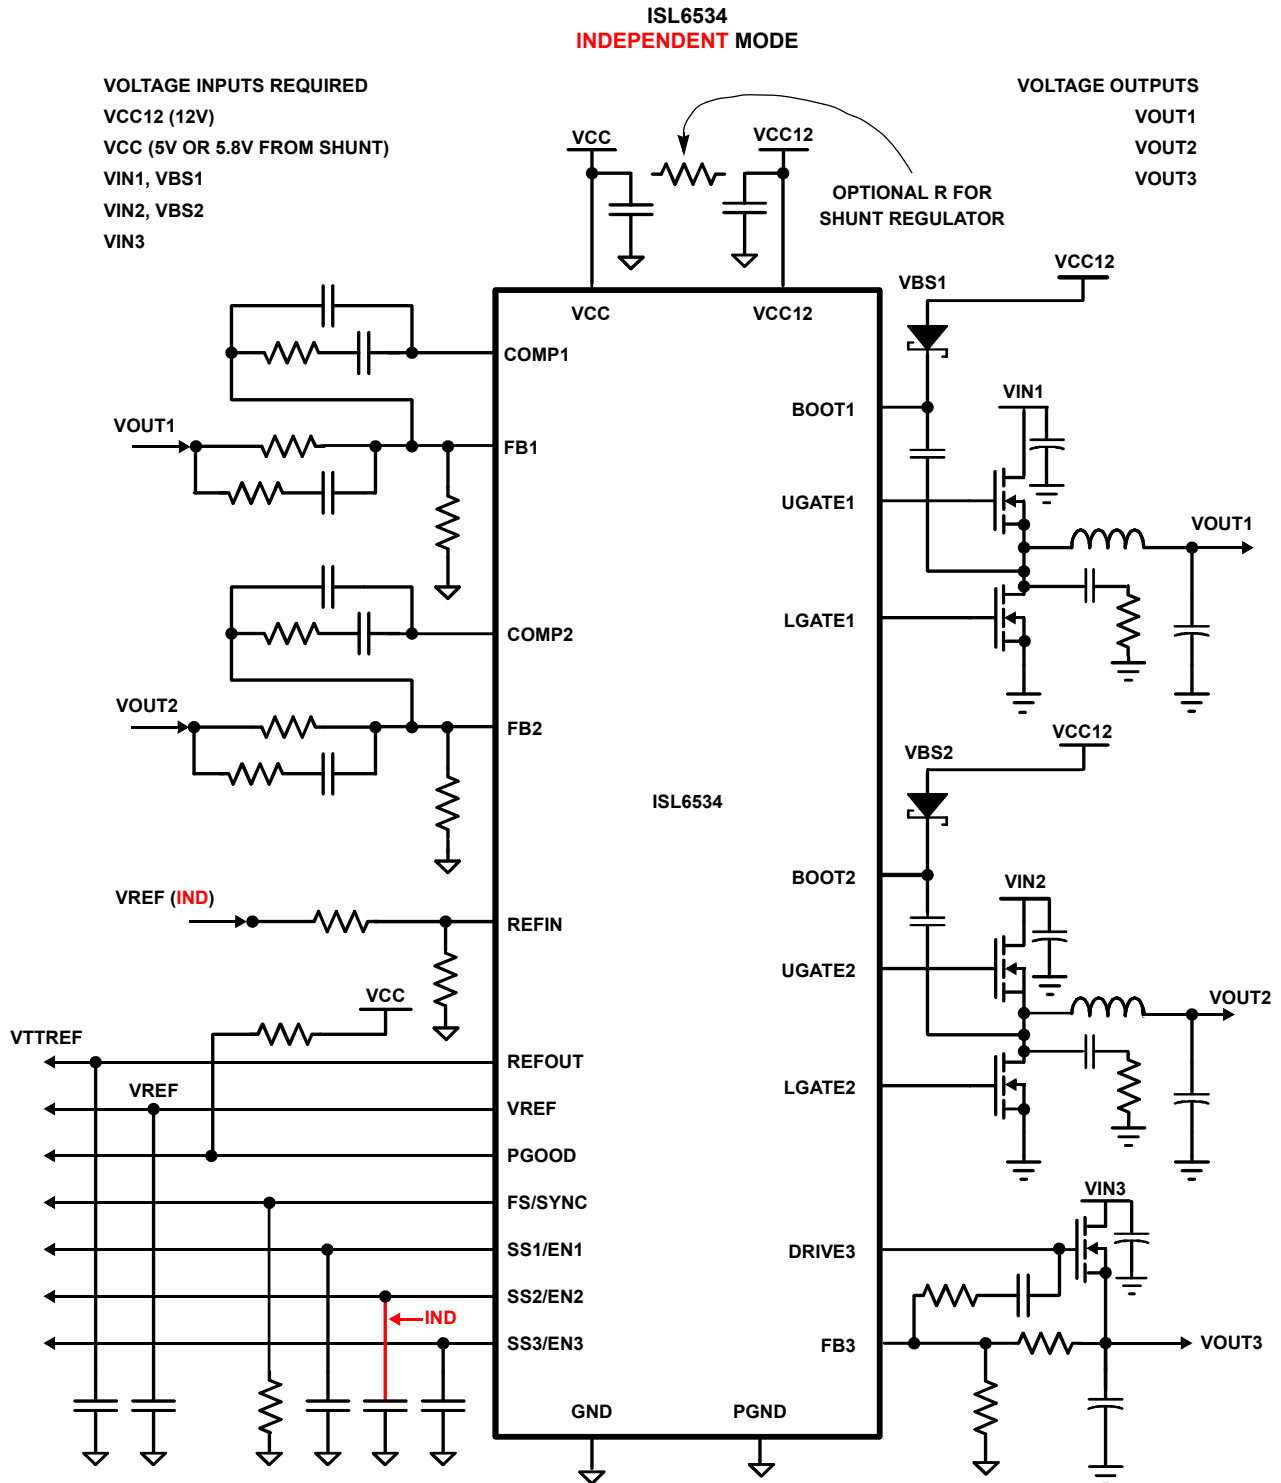 ISL6534
INDEPENDENT MODE
VOLTAGE INPUTS REQUIRED
VCC12 (12V)
VCC (5V OR 5.8V FROM SHUNT)
VIN1, VBS1
VIN2, VBS2
VIN3
VOLTAGE OUTPUTS
VOUT1
VOUT2
VOUT3
VCC
VCC12
OPTIONAL R FOR
SHUNT REGULATOR
VCC
VCC12
COMP1
VOUT1
FB1
COMP2
VOUT2
FB2
VREF (IND)
REFIN
VCC
VTTREF
REFOUT
VREF
VREF
PGOOD
FS/SYNC
SS1/EN1
SS2/EN2
IND
SS3/EN3
GND
PGND
ISL6534
VBS1
VCC12
BOOT1
VIN1
UGATE1
VOUT1
LGATE1
VBS2
VCC12
BOOT2
VIN2
UGATE2
VOUT2
LGATE2
VIN3
DRIVE3
FB3
VOUT3